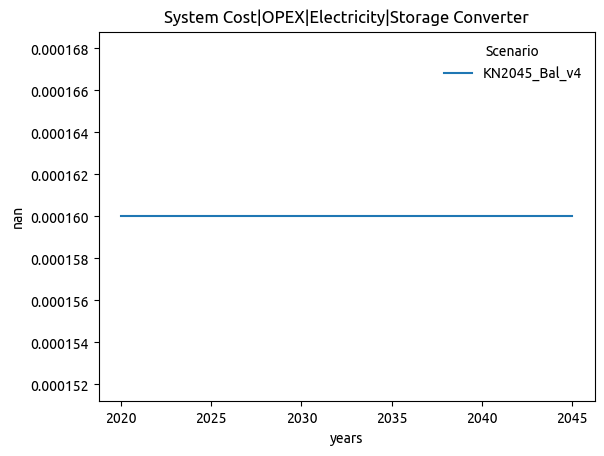 System Cost|OPEX|Electricity|Storage Converter
Scenario
KN2045_Bal_v4
0.000168
0.000166
0.000164
0.000162
0.000160
0.000158
0.000156
0.000154
0.000152
nan
2020 2025 2030 2035 2040 2045
years